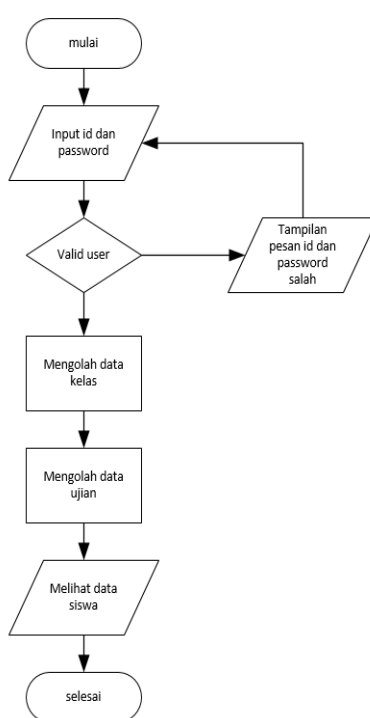 mulai
Input id dan
password
Valid user
Tampilan
pesan id dan
password
salah
Mengolah data
kelas
Mengolah data
ujian
Melihat data
siswa
selesai